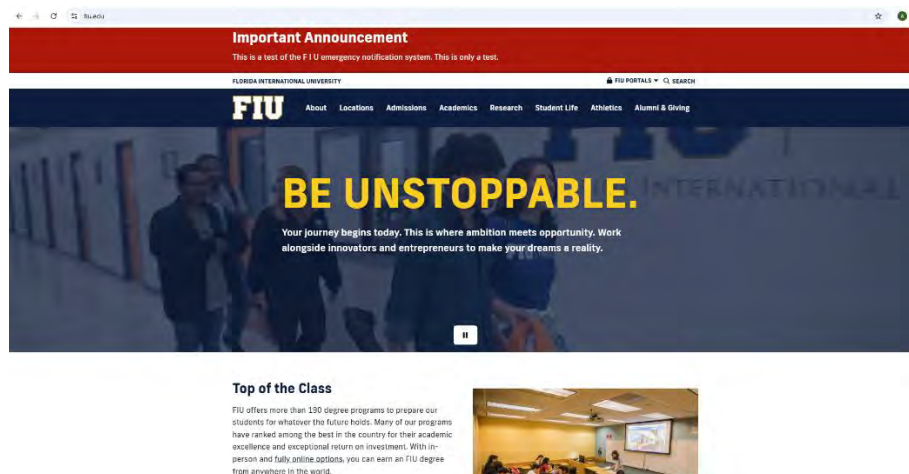 fiu.edu
Important Announcement
This is a test of the F I U emergency notification system. This is only a test.
FLORIDA INTERNATIONAL UNIVERSITY
FIU PORTALS
SEARCH
FIU
About
Locations
Admissions
Academics
Research
Student Life
Athletics
Alumni & Giving
FIU
INTERNATIONAL
BE UNSTOPPABLE.
Your journey begins today. This is where ambition meets opportunity. Work
alongside innovators and entrepreneurs to make your dreams a reality.
Top of the Class
FIU offers more than 190 degree programs to prepare our
students for whatever the future holds. Many of our programs
have ranked among the best in the country for their academic
excellence and exceptional return on investment. With in-
person and fully online options, you can earn an FIU degree
from anywhere in the world.